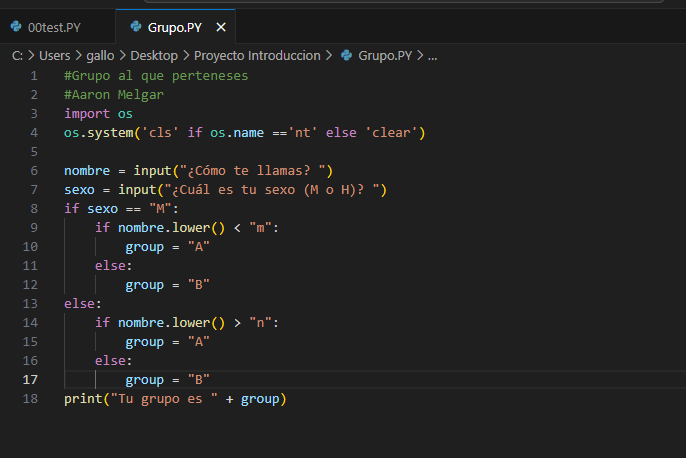 00test.PY Grupo.PY ×
C: > Users > gallo > Desktop > Proyecto Introduccion > Grupo.PY > ...
1 #Grupo al que perteneses
2 #Aaron Melgar
3 import os
4 os.system('cls' if os.name =='nt' else 'clear')
5
6 nombre = input("¿Cómo te llamas? ")
7 sexo = input("¿Cuál es tu sexo (M o H)? ")
8 if sexo == "M":
9     if nombre.lower() < "m":
10         group = "A"
11     else:
12         group = "B"
13 else:
14     if nombre.lower() > "n":
15         group = "A"
16     else:
17         group = "B"
18 print("Tu grupo es " + group)